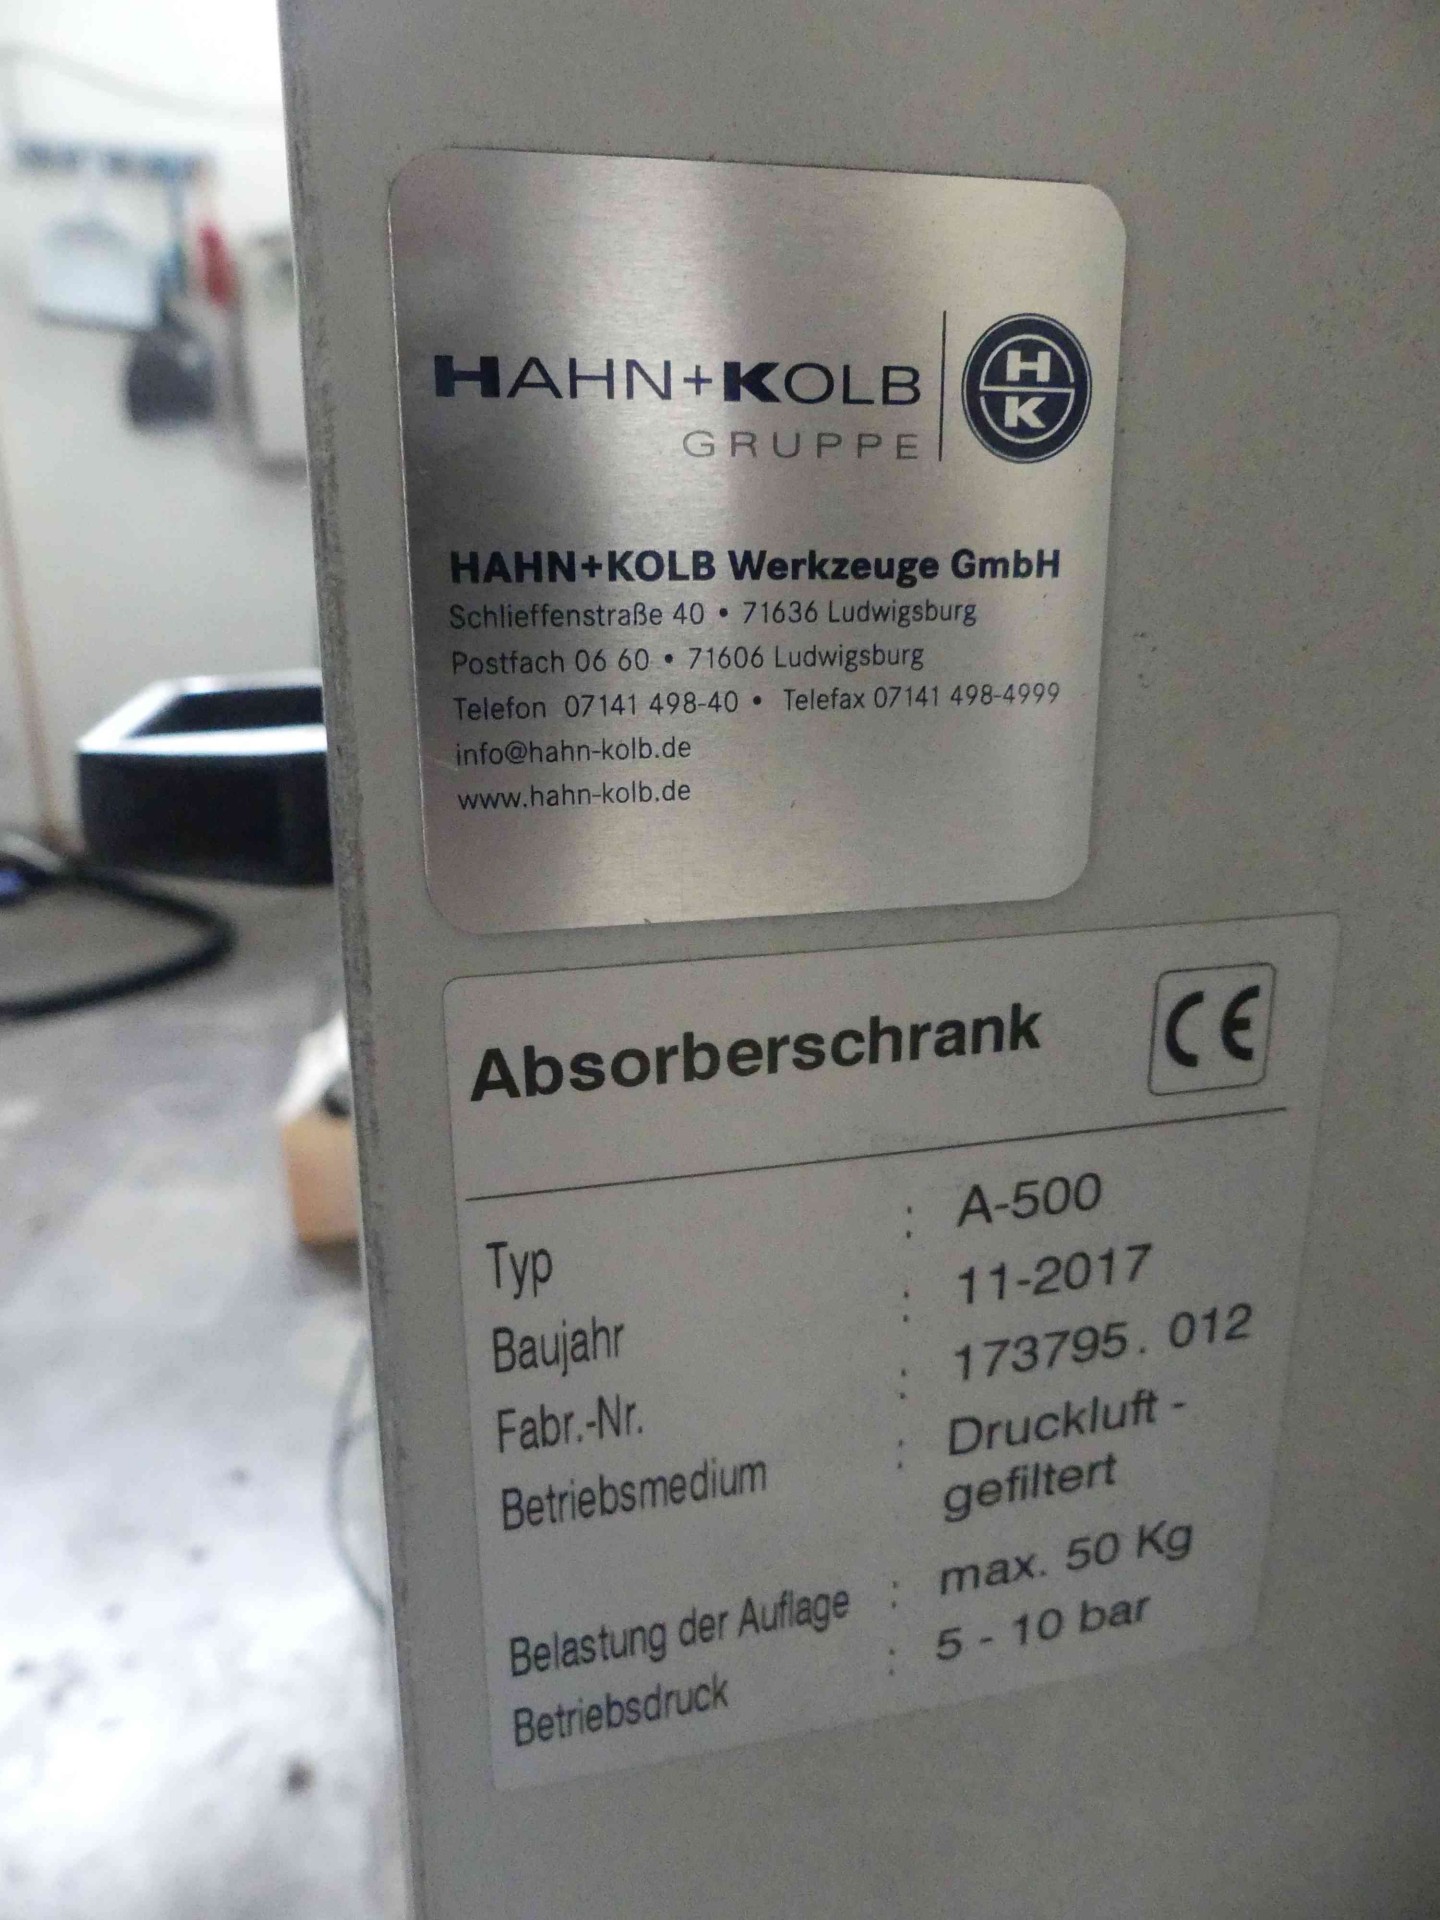 HAHN+KOLB
GRUPPE
H
K
HAHN+KOLB Werkzeuge GmbH
Schlieffenstraße 40 • 71636 Ludwigsburg
Postfach 06 60 • 71606 Ludwigsburg
Telefon 07141 498-40 • Telefax 07141 498-4999
info@hahn-kolb.de
www.hahn-kolb.de
Absorberschrank CE
Typ : A-500
Baujahr : 11-2017
Fabr.-Nr. : 173795. 012
Betriebsmedium : Druckluft -
gefiltert
Belastung der Auflage : max. 50 Kg
Betriebsdruck : 5 - 10 bar